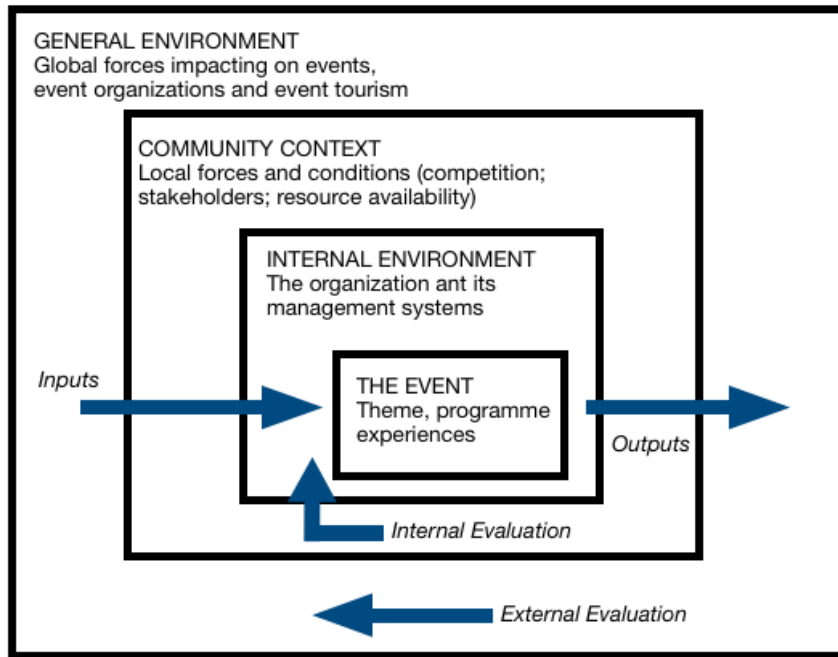 GENERAL ENVIRONMENT
Global forces impacting on events,
event organizations and event tourism
COMMUNITY CONTEXT
Local forces and conditions (competition;
stakeholders; resource availability)
INTERNAL ENVIRONMENT
The organization ant its
management systems
Inputs
THE EVENT
Theme, programme
experiences
Outputs
Internal Evaluation
External Evaluation